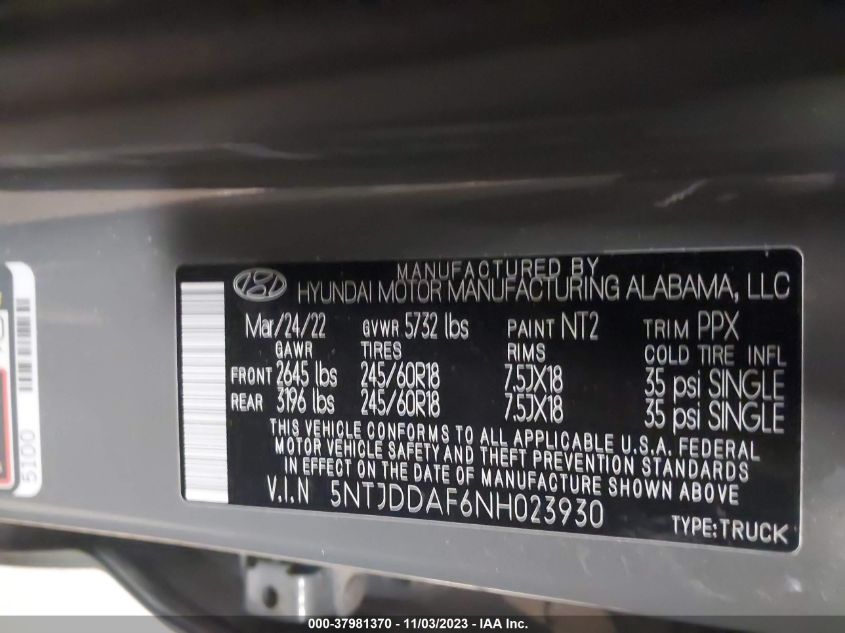 MANUFACTURED BY
HYUNDAI MOTOR MANUFACTURING ALABAMA, LLC
Mar/24/22 GVWR 5732 lbs PAINT NT2 TRIM PPX
GAWR TIRES RIMS COLD TIRE INFL
FRONT 2645 lbs 245/60R18 7.5JX18 35 psi SINGLE
REAR 3196 lbs 245/60R18 7.5JX18 35 psi SINGLE
THIS VEHICLE CONFORMS TO ALL APPLICABLE U.S.A. FEDERAL
MOTOR VEHICLE SAFETY AND THEFT PREVENTION STANDARDS
IN EFFECT ON THE DATE OF MANUFACTURE SHOWN ABOVE
V.I.N 5NTJDDAF6NH023930
TYPE:TRUCK
5100
000-37981370 | 11/03/2023 - IAA Inc.